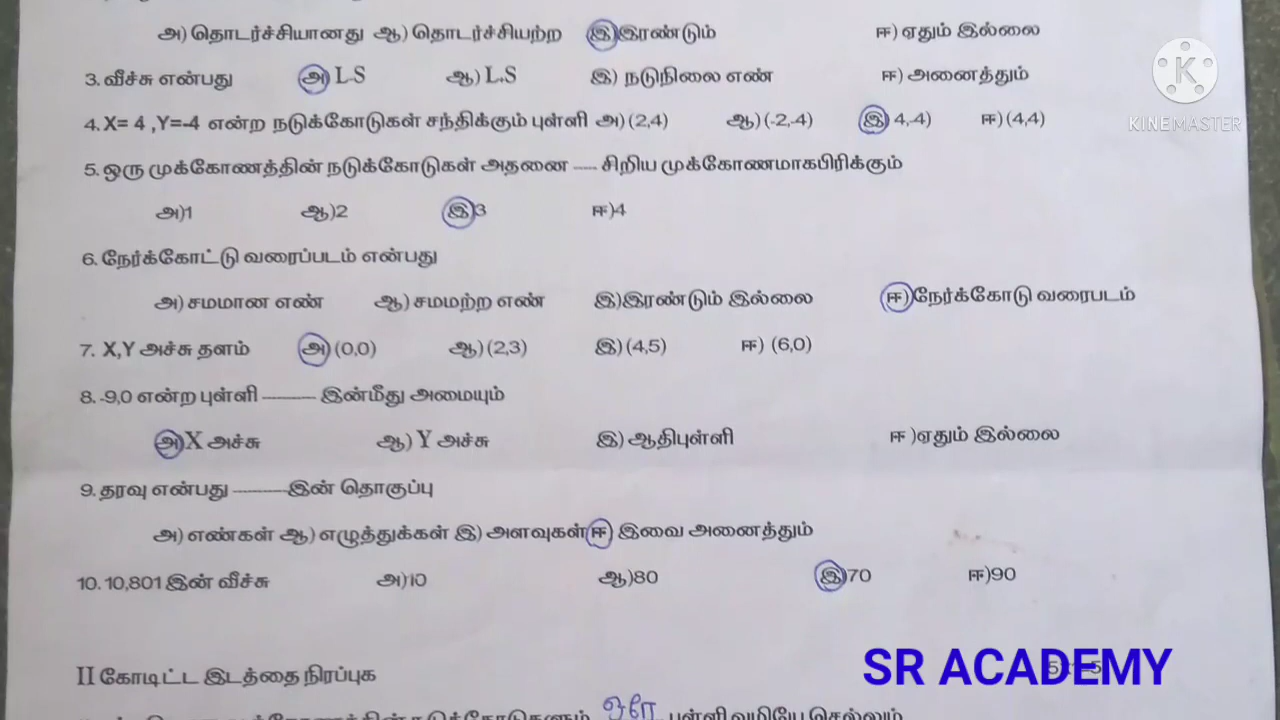 அ) தொடர்ச்சியானது ஆ) தொடர்ச்சியற்ற இ) இரண்டும் ஈ) ஏதும் இல்லை
3. வீச்சு என்பது அ) L-S ஆ) L.S இ) நடுநிலை எண் ஈ) அனைத்தும்
4. X= 4 ,Y=-4 என்ற நடுக்கோடுகள் சந்திக்கும் புள்ளி அ) (2,4) ஆ) (-2,-4) இ) 4,-4) ஈ) (4,4)
5. ஒரு முக்கோணத்தின் நடுக்கோடுகள் அதனை ----- சிறிய முக்கோணமாகபிரிக்கும்
அ)1 ஆ)2 இ)3 ஈ)4
6. நேர்க்கோட்டு வரைப்படம் என்பது
அ) சமமான எண் ஆ) சமமற்ற எண் இ)இரண்டும் இல்லை ஈ)நேர்க்கோடு வரைபடம்
7. X,Y அச்சு தளம் அ) (0,0) ஆ) (2,3) இ) (4,5) ஈ) (6,0)
8. -9,0 என்ற புள்ளி ---------- இன்மீது அமையும்
அ) X அச்சு ஆ) Y அச்சு இ) ஆதிபுள்ளி ஈ )ஏதும் இல்லை
9. தரவு என்பது ----------இன் தொகுப்பு
அ) எண்கள் ஆ) எழுத்துக்கள் இ) அளவுகள் ஈ) இவை அனைத்தும்
10. 10,801 இன் வீச்சு அ)10 ஆ)80 இ)70 ஈ)90
II கோடிட்ட இடத்தை நிரப்புக
ஒரே புள்ளி வழியே செல்லும்
KINEMASTER
SR ACADEMY